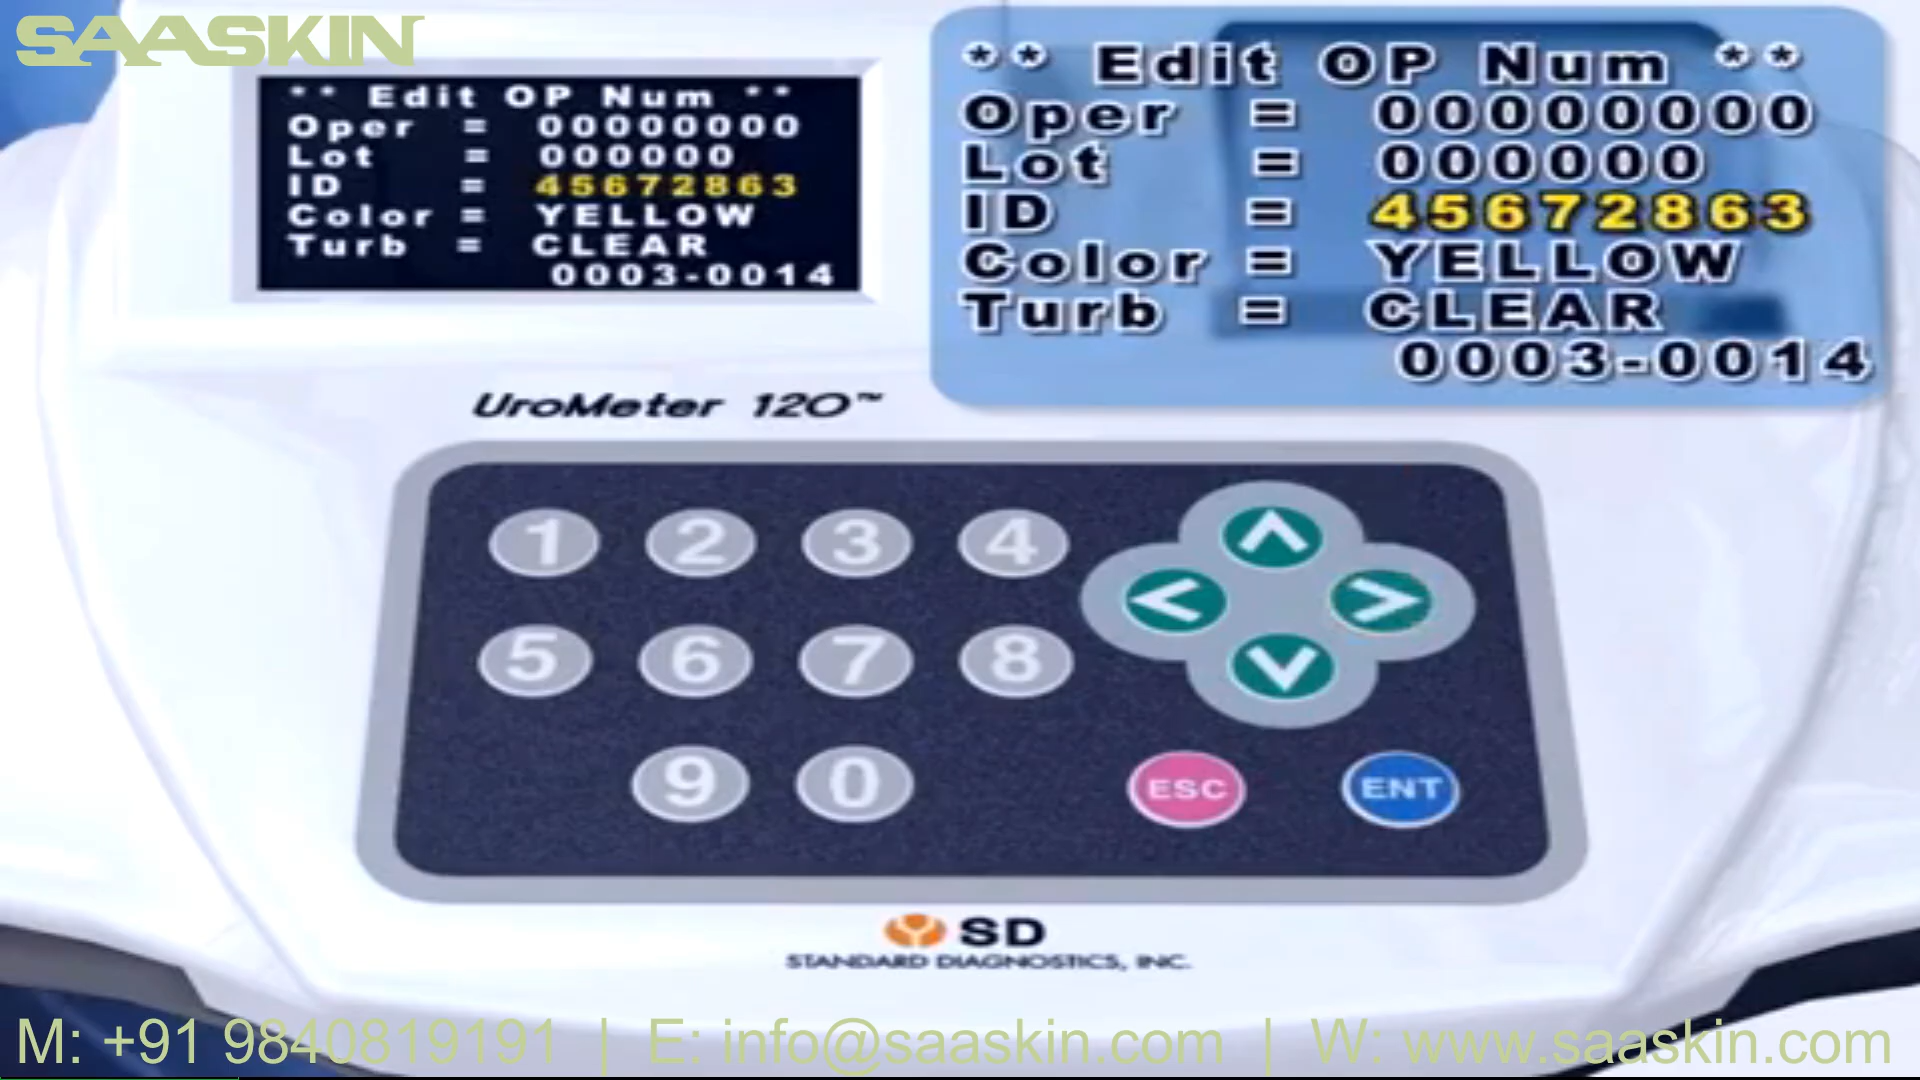 SAASKIN
** Edit OP Num **
Oper = 00000000
Lot = 000000
ID = 45672863
Color = YELLOW
Turb = CLEAR
0003-0014
** Edit OP Num **
Oper = 00000000
Lot = 000000
ID = 45672863
Color = YELLOW
Turb = CLEAR
0003-0014
UroMeter 120™
1 2 3 4
5 6 7 8
9 0 ESC ENT
SD
STANDARD DIAGNOSTICS, INC.
M: +91 9840819191 | E: info@saaskin.com | W: www.saaskin.com